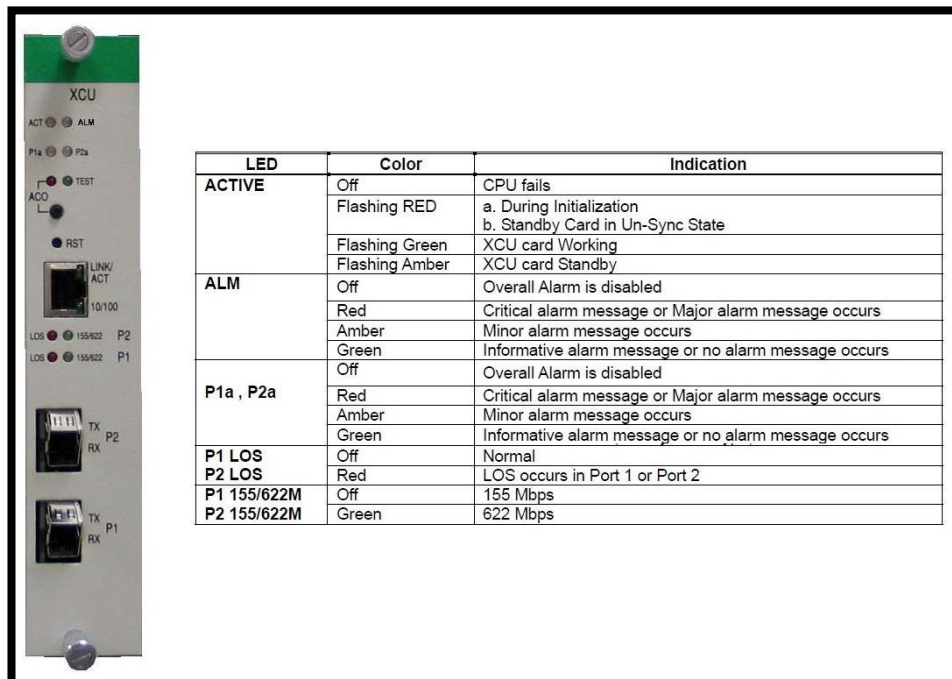 XCU
ACT ALM
P1a P2a
TEST
ACO
RST
LINK/
ACT
10/100
LOS 155/622 P2
LOS 155/622 P1
TX
P2
RX
TX
P1
RX
LED Color Indication
ACTIVE Off CPU fails
Flashing RED a. During Initialization
b. Standby Card in Un-Sync State
Flashing Green XCU card Working
Flashing Amber XCU card Standby
ALM Off Overall Alarm is disabled
Red Critical alarm message or Major alarm message occurs
Amber Minor alarm message occurs
Green Informative alarm message or no alarm message occurs
P1a , P2a Off Overall Alarm is disabled
Red Critical alarm message or Major alarm message occurs
Amber Minor alarm message occurs
Green Informative alarm message or no alarm message occurs
P1 LOS Off Normal
P2 LOS Red LOS occurs in Port 1 or Port 2
P1 155/622M Off 155 Mbps
P2 155/622M Green 622 Mbps